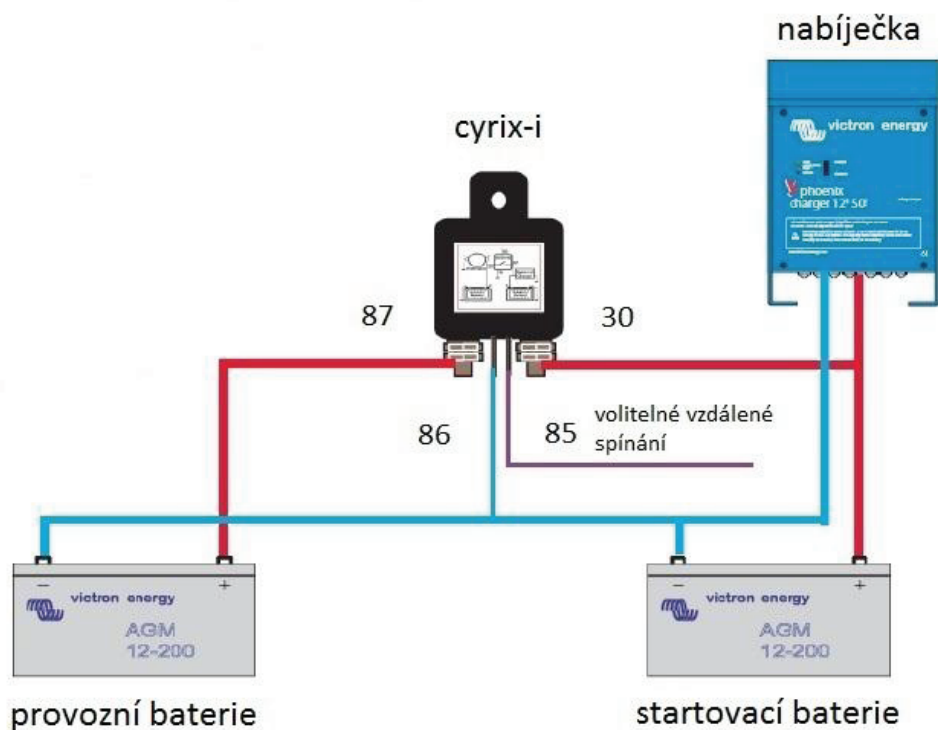 nabíječka
cyrix-i
victron energy
phoenix
charger 12* 50*
87
30
86
85
volitelné vzdálené
spínání
− +
victron energy
AGM
12-200
− +
victron energy
AGM
12-200
provozní baterie
startovací baterie